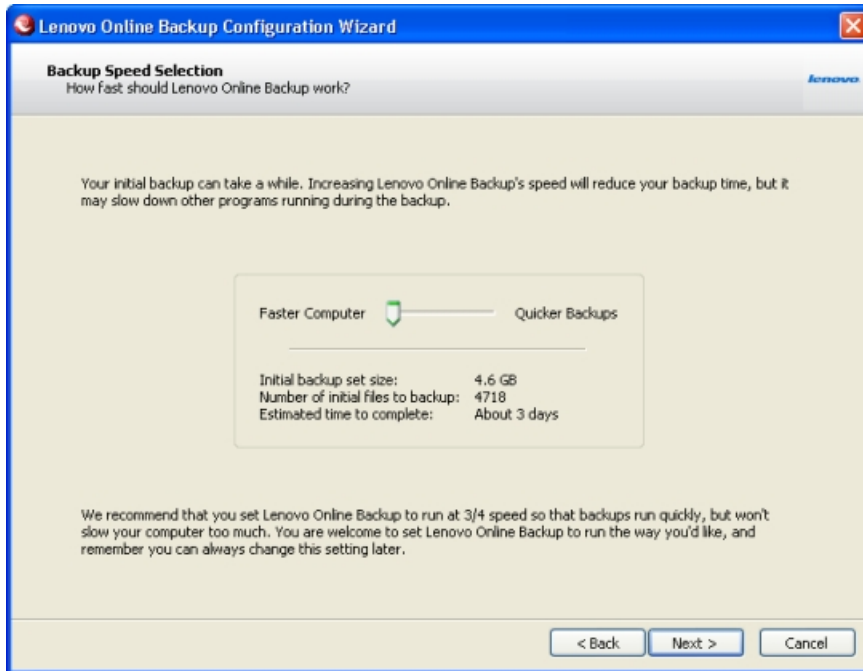 Lenovo Online Backup Configuration Wizard
Backup Speed Selection
How fast should Lenovo Online Backup work?
lenovo
Your initial backup can take a while. Increasing Lenovo Online Backup's speed will reduce your backup time, but it
may slow down other programs running during the backup.
Faster Computer Quicker Backups
Initial backup set size: 4.6 GB
Number of initial files to backup: 4718
Estimated time to complete: About 3 days
We recommend that you set Lenovo Online Backup to run at 3/4 speed so that backups run quickly, but won't
slow your computer too much. You are welcome to set Lenovo Online Backup to run the way you'd like, and
remember you can always change this setting later.
< Back Next > Cancel